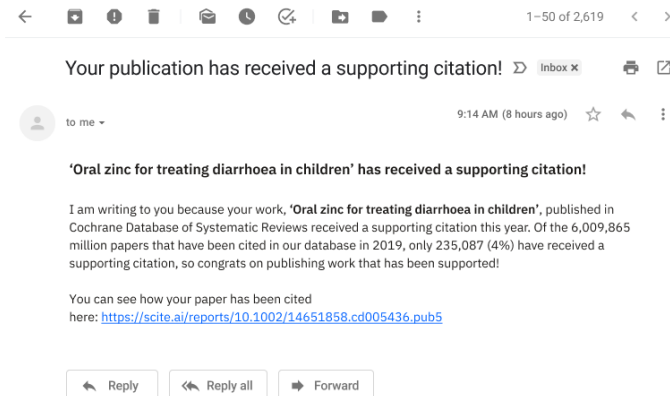 1–50 of 2,619
Your publication has received a supporting citation! Inbox ×
to me
9:14 AM (8 hours ago)
‘Oral zinc for treating diarrhoea in children’ has received a supporting citation!
I am writing to you because your work, ‘Oral zinc for treating diarrhoea in children’, published in
Cochrane Database of Systematic Reviews received a supporting citation this year. Of the 6,009,865
million papers that have been cited in our database in 2019, only 235,087 (4%) have received a
supporting citation, so congrats on publishing work that has been supported!
You can see how your paper has been cited
here: https://scite.ai/reports/10.1002/14651858.cd005436.pub5
Reply
Reply all
Forward